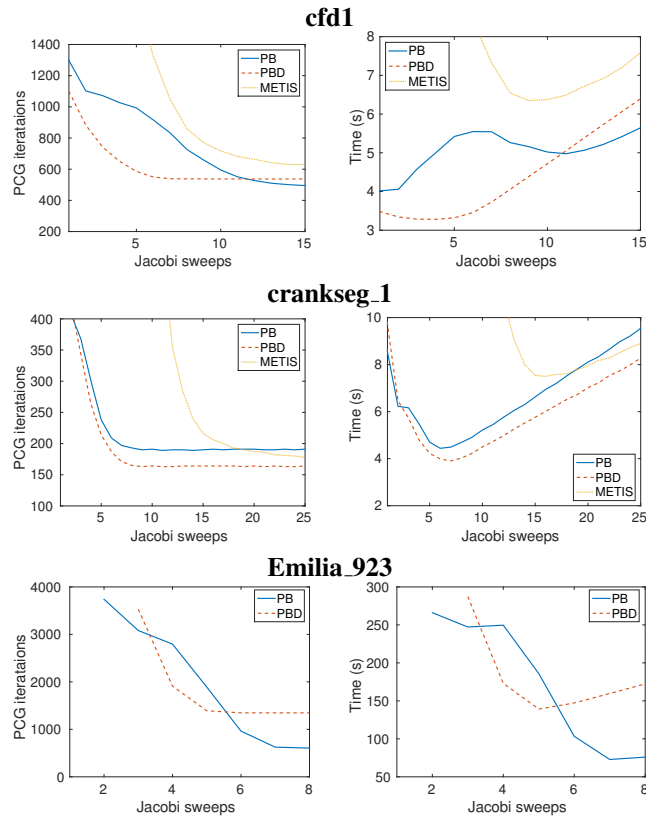 cfd1
PCG iterataions
1400
1200
1000
800
600
400
200
5
10
15
Jacobi sweeps
PB
PBD
METIS
Time (s)
8
7
6
5
4
3
5
10
15
Jacobi sweeps
PB
PBD
METIS
crankseg_1
PCG iterataions
400
350
300
250
200
150
100
5
10
15
20
25
Jacobi sweeps
PB
PBD
METIS
Time (s)
10
8
6
4
2
5
10
15
20
25
Jacobi sweeps
PB
PBD
METIS
Emilia_923
PCG iterataions
4000
3000
2000
1000
0
2
4
6
8
Jacobi sweeps
PB
PBD
Time (s)
300
250
200
150
100
50
2
4
6
8
Jacobi sweeps
PB
PBD